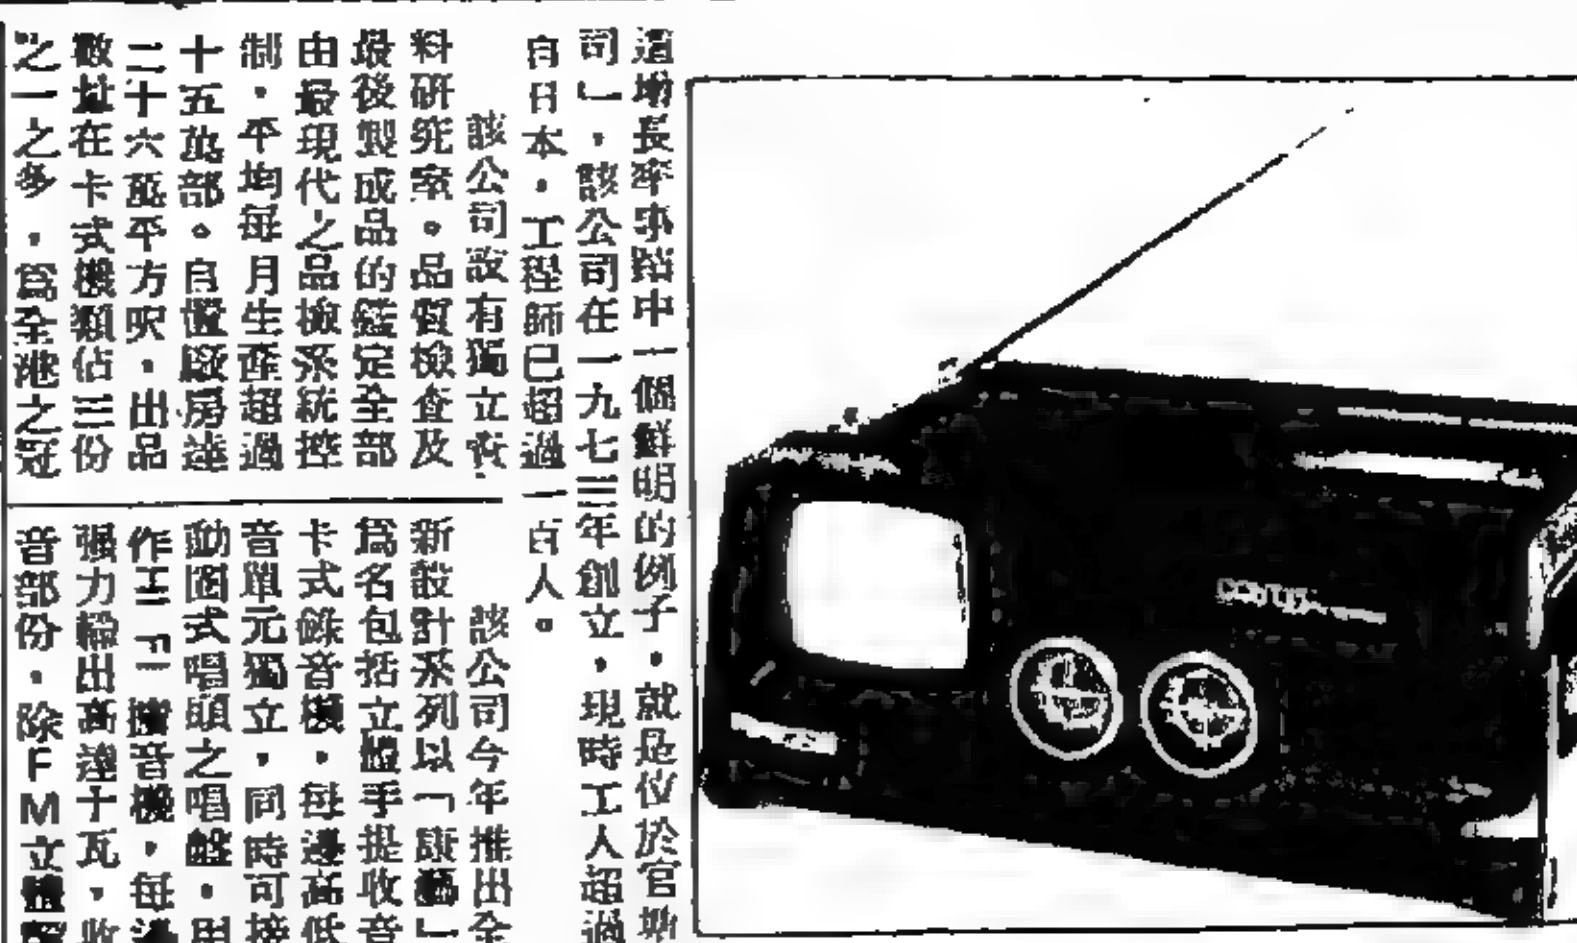 這增長率事蹟中一個鮮明的例子，就是位於官塘
司」，該公司在一九七三年創立，現時工人超過
自日本，工程師已超過一百人。
該公司設有獨立資
料研究室。品質檢查及
最後製成品的鑑定全部
由最現代之品檢系統控
制，平均每月生產超過
十五萬部。自置廠房達
二十六萬平方呎，出品
數量在卡式機類佔三份
之一之多，爲全港之冠
該公司今年推出全
新設計系列以「康藝」
爲名包括立體手提收音
卡式錄音機，每邊高低
音單元獨立，同時可接
動圈式唱頭之唱盤，用
作 擴音機，每邊
強力輸出高達十瓦，收
音部份，除FM立體